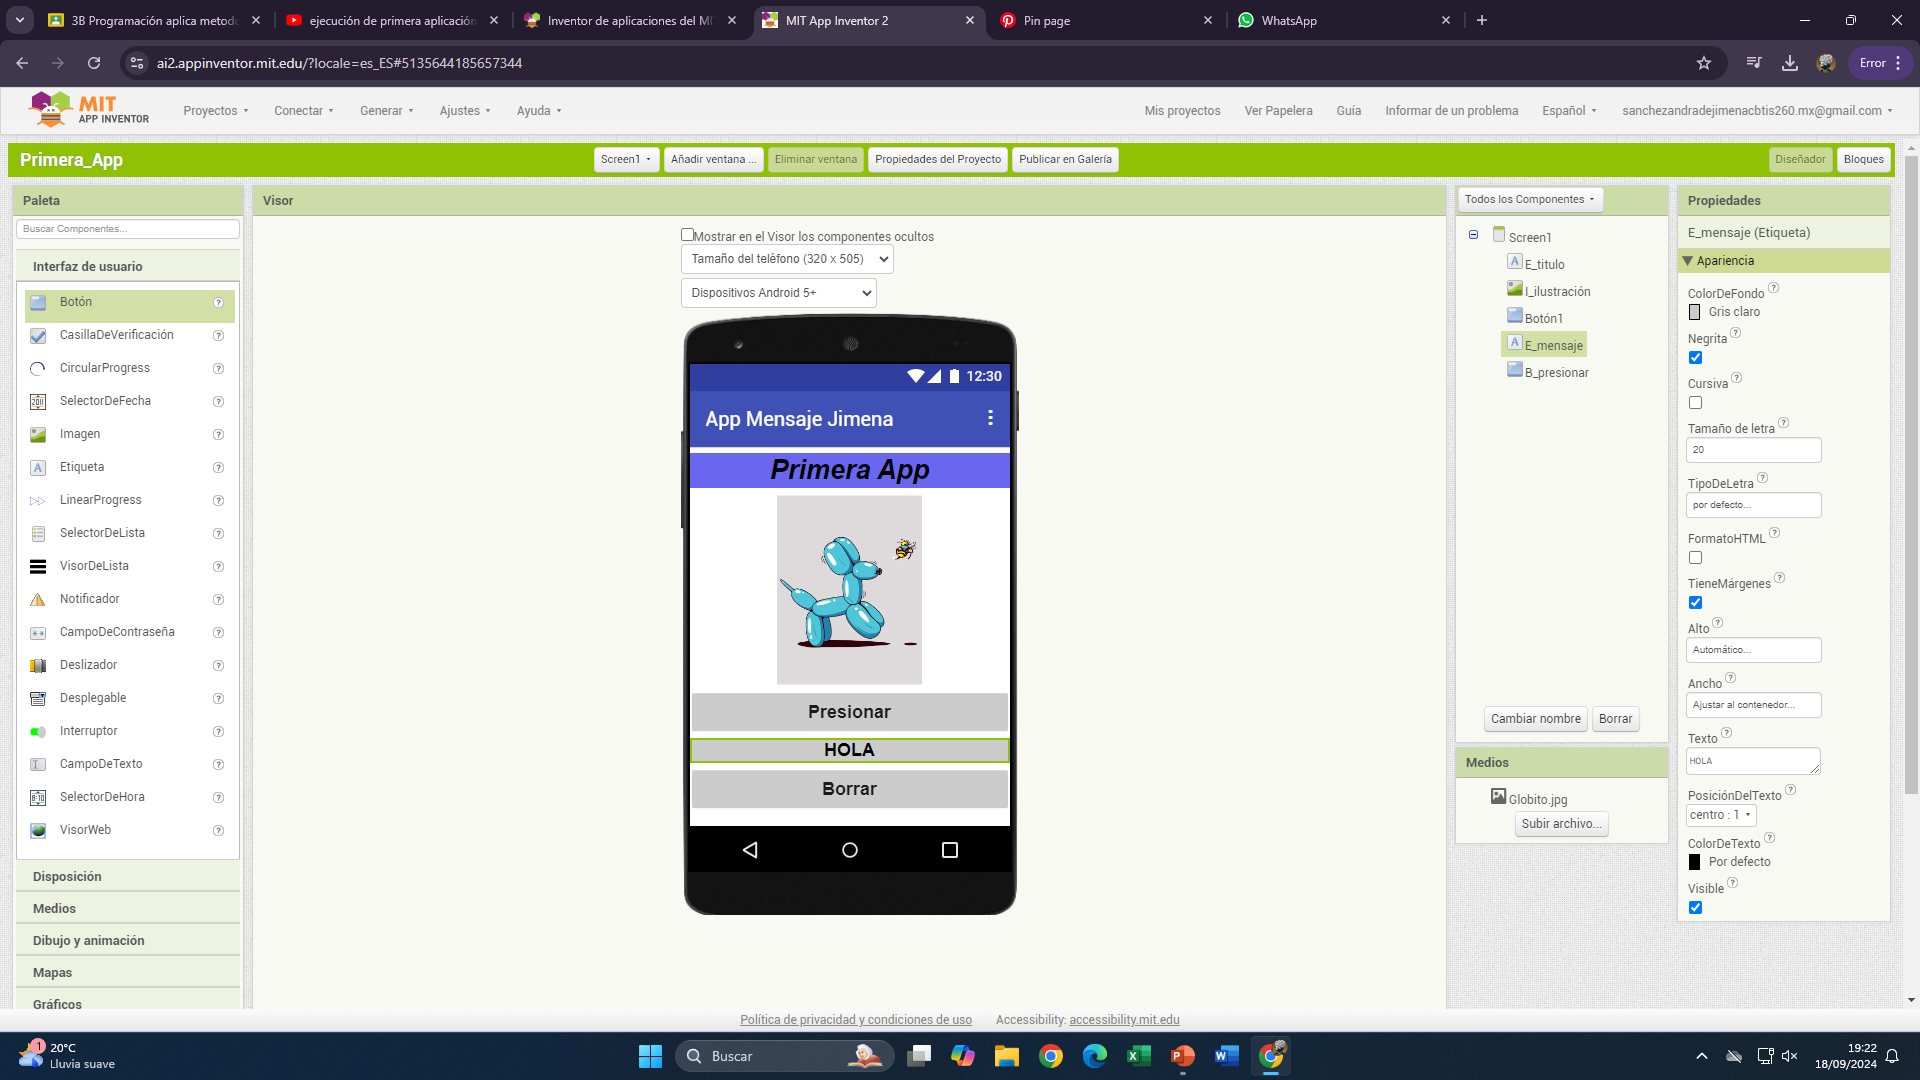 3B Programación aplica metodo
ejecución de primera aplicación
Inventor de aplicaciones del MI
MIT App Inventor 2
Pin page
WhatsApp
ai2.appinventor.mit.edu/?locale=es_ES#5135644185657344
Error
MIT
APP INVENTOR
Proyectos
Conectar
Generar
Ajustes
Ayuda
Mis proyectos
Ver Papelera
Guía
Informar de un problema
Español
sanchezandradejimenacbtis260.mx@gmail.com
Primera_App
Screen1
Añadir ventana ...
Eliminar ventana
Propiedades del Proyecto
Publicar en Galería
Diseñador
Bloques
Paleta
Buscar Componentes...
Interfaz de usuario
Botón
CasillaDeVerificación
CircularProgress
SelectorDeFecha
Imagen
Etiqueta
LinearProgress
SelectorDeLista
VisorDeLista
Notificador
CampoDeContraseña
Deslizador
Desplegable
Interruptor
CampoDeTexto
SelectorDeHora
VisorWeb
Disposición
Medios
Dibujo y animación
Mapas
Gráficos
Visor
Mostrar en el Visor los componentes ocultos
Tamaño del teléfono (320 x 505)
Dispositivos Android 5+
12:30
App Mensaje Jimena
Primera App
Presionar
HOLA
Borrar
Todos los Componentes
Screen1
E_titulo
I_ilustración
Botón1
E_mensaje
B_presionar
Cambiar nombre
Borrar
Medios
Globito.jpg
Subir archivo...
Propiedades
E_mensaje (Etiqueta)
Apariencia
ColorDeFondo
Gris claro
Negrita
Cursiva
Tamaño de letra
20
TipoDeLetra
por defecto...
FormatoHTML
TieneMárgenes
Alto
Automático...
Ancho
Ajustar al contenedor...
Texto
HOLA
PosiciónDelTexto
centro : 1
ColorDeTexto
Por defecto
Visible
Política de privacidad y condiciones de uso
Accessibility: accessibility.mit.edu
1
20°C
Lluvia suave
Buscar
19:22
18/09/2024